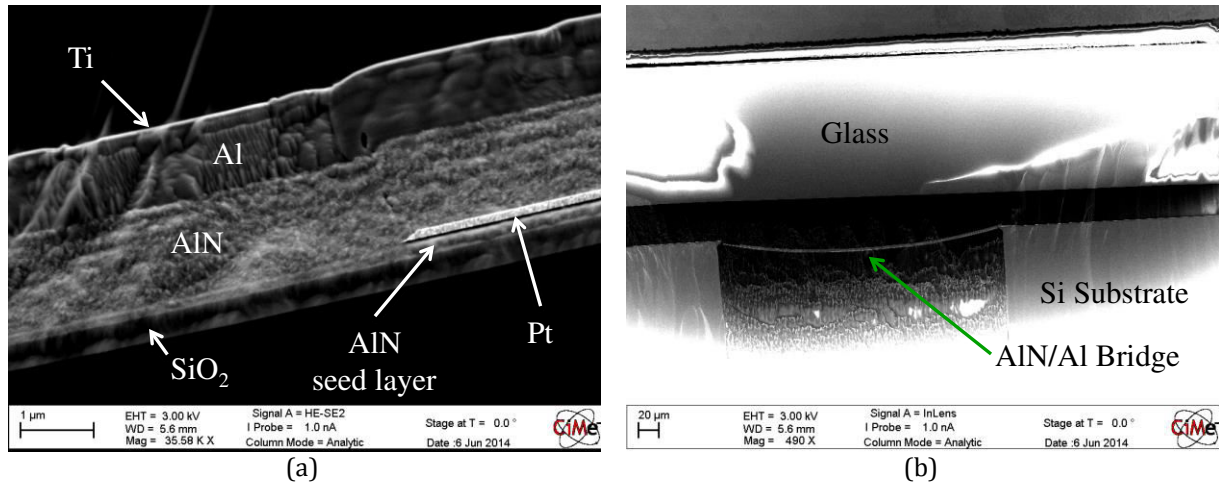 Ti
Al
AlN
Pt
AlN
seed layer
SiO₂
1 µm
EHT = 3.00 kV
WD = 5.6 mm
Mag = 35.58 K X
Signal A = HE-SE2
I Probe = 1.0 nA
Column Mode = Analytic
Stage at T = 0.0 °
Date :6 Jun 2014
CiMe
(a)
Glass
Si Substrate
AlN/Al Bridge
20 µm
EHT = 3.00 kV
WD = 5.6 mm
Mag = 490 X
Signal A = InLens
I Probe = 1.0 nA
Column Mode = Analytic
Stage at T = 0.0 °
Date :6 Jun 2014
CiMe
(b)